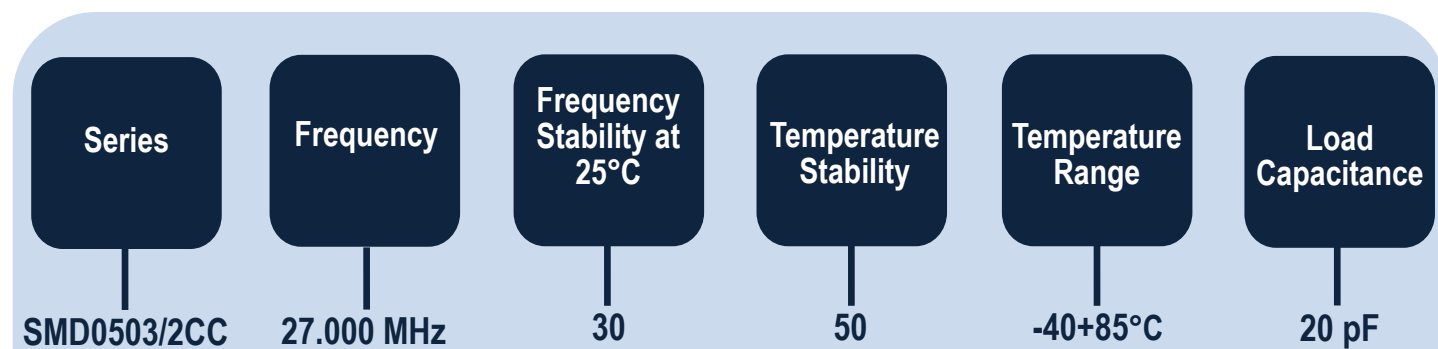 Series
Frequency
Frequency
Stability at
25°C
Temperature
Stability
Temperature
Range
Load
Capacitance
SMD0503/2CC
27.000 MHz
30
50
-40+85°C
20 pF